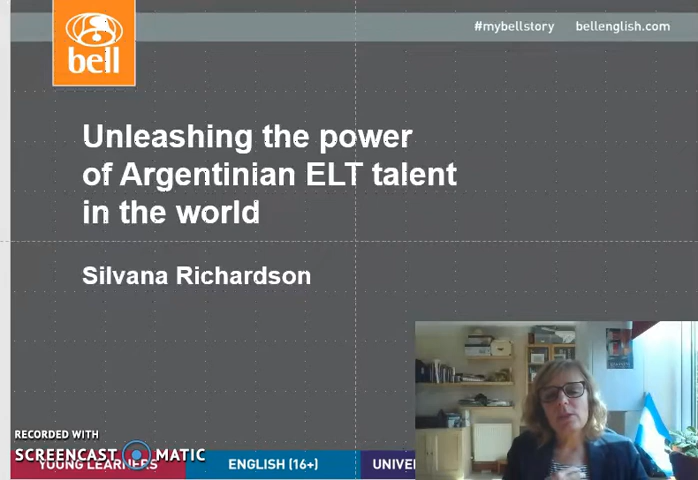 #mybellstory bellenglish.com
bell
Unleashing the power
of Argentinian ELT talent
in the world
Silvana Richardson
RECORDED WITH
SCREENCAST MATIC
YOUNG LEARNERS ENGLISH (16+) UNIVE